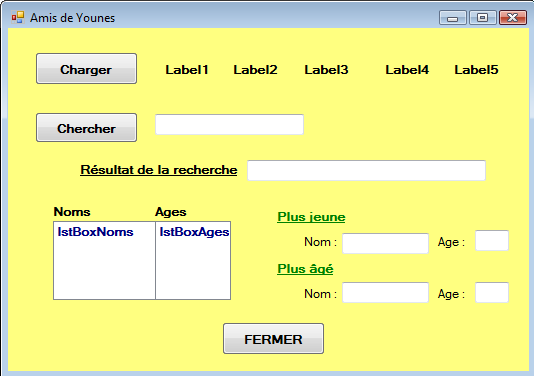 Amis de Younes
Charger Label1 Label2 Label3 Label4 Label5
Chercher
Résultat de la recherche
Noms Ages
lstBoxNoms lstBoxAges
Plus jeune
Nom : Age :
Plus âgé
Nom : Age :
FERMER